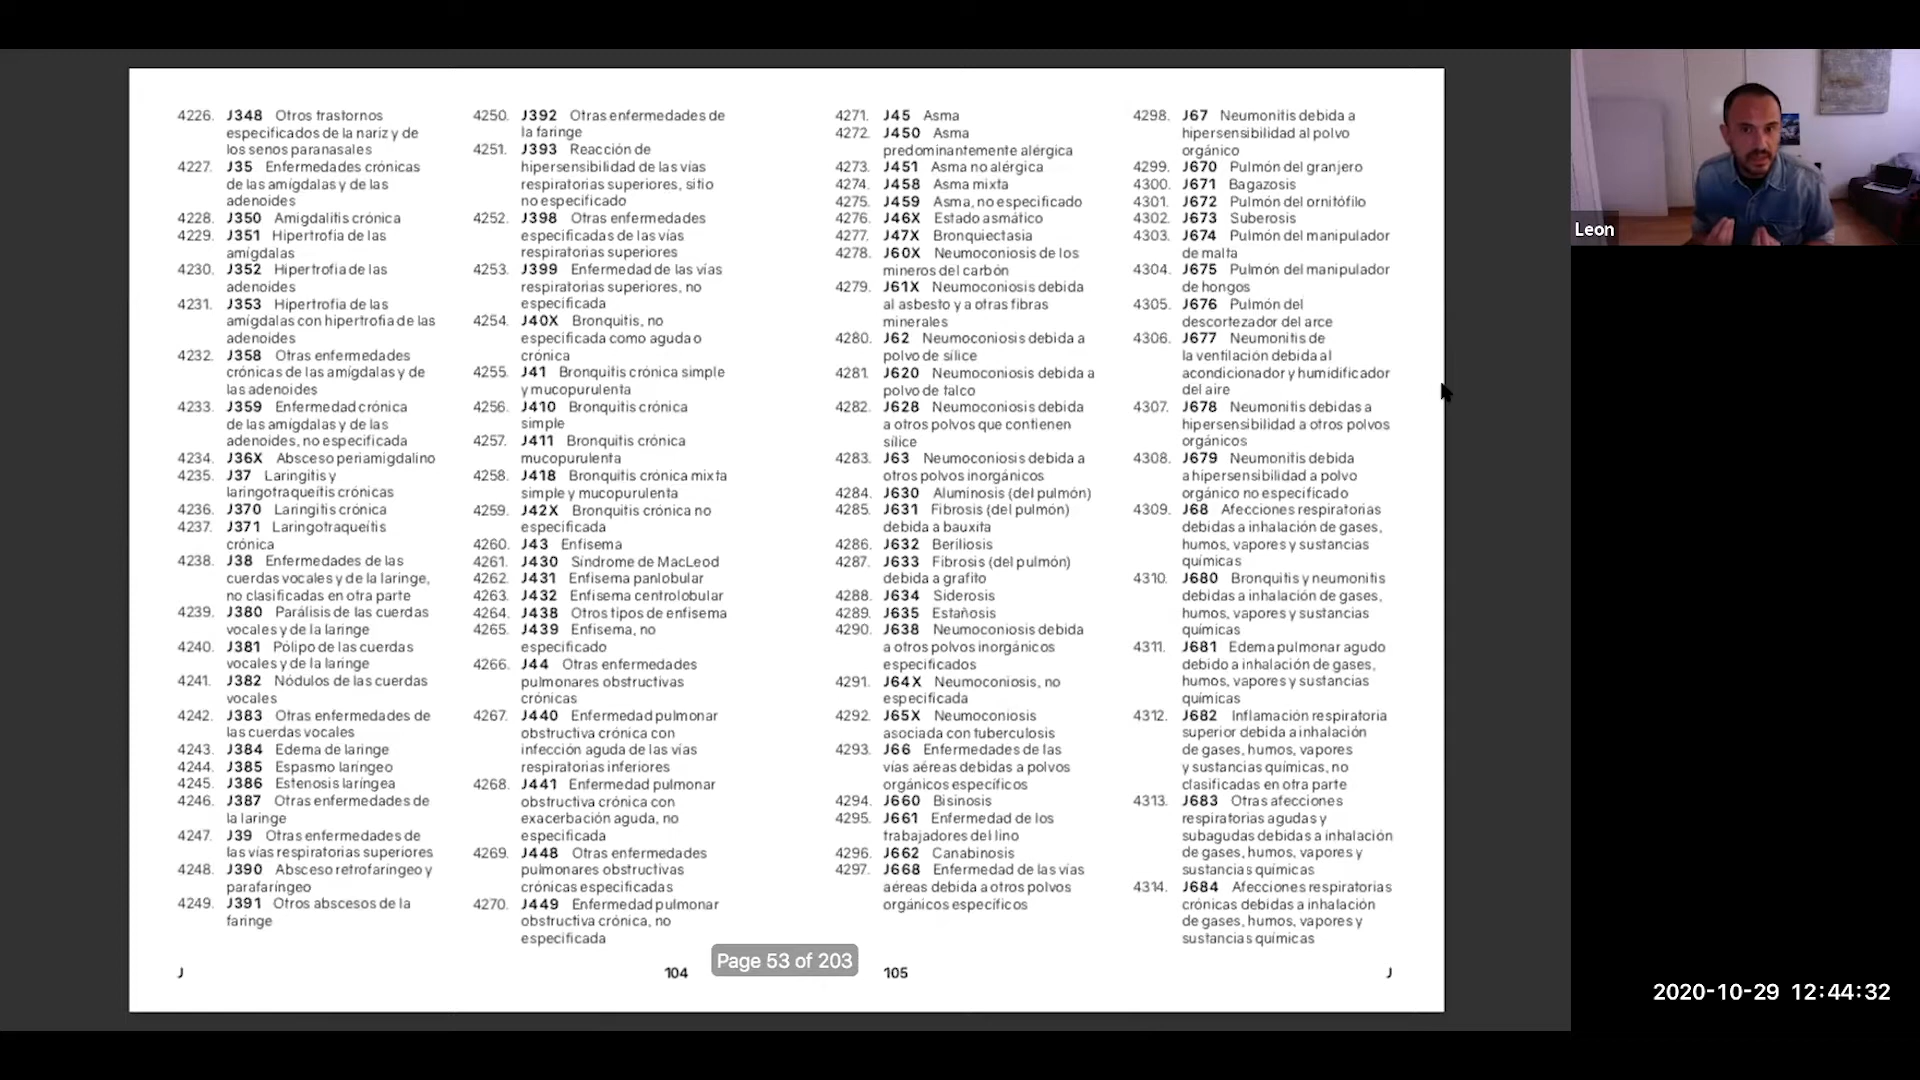 4226. J348 Otros trastornos
especificados de la nariz y de
los senos paranasales
4227. J35 Enfermedades crónicas
de las amígdalas y de las
adenoides
4228. J350 Amigdalitis crónica
4229. J351 Hipertrofia de las
amígdalas
4230. J352 Hipertrofia de las
adenoides
4231. J353 Hipertrofia de las
amígdalas con hipertrofia de las
adenoides
4232. J358 Otras enfermedades
crónicas de las amígdalas y de
las adenoides
4233. J359 Enfermedad crónica
de las amígdalas y de las
adenoides, no especificada
4234. J36X Absceso periamigdalino
4235. J37 Laringitis y
laringotraqueítis crónicas
4236. J370 Laringitis crónica
4237. J371 Laringotraqueítis
crónica
4238. J38 Enfermedades de las
cuerdas vocales y de la laringe,
no clasificadas en otra parte
4239. J380 Parálisis de las cuerdas
vocales y de la laringe
4240. J381 Pólipo de las cuerdas
vocales y de la laringe
4241. J382 Nódulos de las cuerdas
vocales
4242. J383 Otras enfermedades de
las cuerdas vocales
4243. J384 Edema de laringe
4244. J385 Espasmo laríngeo
4245. J386 Estenosis laríngea
4246. J387 Otras enfermedades de
la laringe
4247. J39 Otras enfermedades de
las vías respiratorias superiores
4248. J390 Absceso retrofaríngeo y
parafaríngeo
4249. J391 Otros abscesos de la
faringe
4250. J392 Otras enfermedades de
la faringe
4251. J393 Reacción de
hipersensibilidad de las vías
respiratorias superiores, sitio
no especificado
4252. J398 Otras enfermedades
especificadas de las vías
respiratorias superiores
4253. J399 Enfermedad de las vías
respiratorias superiores, no
especificada
4254. J40X Bronquitis, no
especificada como aguda o
crónica
4255. J41 Bronquitis crónica simple
y mucopurulenta
4256. J410 Bronquitis crónica
simple
4257. J411 Bronquitis crónica
mucopurulenta
4258. J418 Bronquitis crónica mixta
simple y mucopurulenta
4259. J42X Bronquitis crónica no
especificada
4260. J43 Enfisema
4261. J430 Síndrome de MacLeod
4262. J431 Enfisema panlobular
4263. J432 Enfisema centrolobular
4264. J438 Otros tipos de enfisema
4265. J439 Enfisema, no
especificado
4266. J44 Otras enfermedades
pulmonares obstructivas
crónicas
4267. J440 Enfermedad pulmonar
obstructiva crónica con
infección aguda de las vías
respiratorias inferiores
4268. J441 Enfermedad pulmonar
obstructiva crónica con
exacerbación aguda, no
especificada
4269. J448 Otras enfermedades
pulmonares obstructivas
crónicas especificadas
4270. J449 Enfermedad pulmonar
obstructiva crónica, no
especificada
J 104
4271. J45 Asma
4272. J450 Asma
predominantemente alérgica
4273. J451 Asma no alérgica
4274. J458 Asma mixta
4275. J459 Asma, no especificado
4276. J46X Estado asmático
4277. J47X Bronquiectasia
4278. J60X Neumoconiosis de los
mineros del carbón
4279. J61X Neumoconiosis debida
al asbesto y a otras fibras
minerales
4280. J62 Neumoconiosis debida a
polvo de sílice
4281. J620 Neumoconiosis debida a
polvo de talco
4282. J628 Neumoconiosis debida
a otros polvos que contienen
sílice
4283. J63 Neumoconiosis debida a
otros polvos inorgánicos
4284. J630 Aluminosis (del pulmón)
4285. J631 Fibrosis (del pulmón)
debida a bauxita
4286. J632 Beriliosis
4287. J633 Fibrosis (del pulmón)
debida a grafito
4288. J634 Siderosis
4289. J635 Estañosis
4290. J638 Neumoconiosis debida
a otros polvos inorgánicos
especificados
4291. J64X Neumoconiosis, no
especificada
4292. J65X Neumoconiosis
asociada con tuberculosis
4293. J66 Enfermedades de las
vías aéreas debidas a polvos
orgánicos específicos
4294. J660 Bisinosis
4295. J661 Enfermedad de los
trabajadores del lino
4296. J662 Canabinosis
4297. J668 Enfermedad de las vías
aéreas debida a otros polvos
orgánicos específicos
4298. J67 Neumonitis debida a
hipersensibilidad al polvo
orgánico
4299. J670 Pulmón del granjero
4300. J671 Bagazosis
4301. J672 Pulmón del ornitófilo
4302. J673 Suberosis
4303. J674 Pulmón del manipulador
de malta
4304. J675 Pulmón del manipulador
de hongos
4305. J676 Pulmón del
descortezador del arce
4306. J677 Neumonitis de
la ventilación debida al
acondicionador y humidificador
del aire
4307. J678 Neumonitis debidas a
hipersensibilidad a otros polvos
orgánicos
4308. J679 Neumonitis debida
a hipersensibilidad a polvo
orgánico no especificado
4309. J68 Afecciones respiratorias
debidas a inhalación de gases,
humos, vapores y sustancias
químicas
4310. J680 Bronquitis y neumonitis
debidas a inhalación de gases,
humos, vapores y sustancias
químicas
4311. J681 Edema pulmonar agudo
debido a inhalación de gases,
humos, vapores y sustancias
químicas
4312. J682 Inflamación respiratoria
superior debida a inhalación
de gases, humos, vapores
y sustancias químicas, no
clasificadas en otra parte
4313. J683 Otras afecciones
respiratorias agudas y
subagudas debidas a inhalación
de gases, humos, vapores y
sustancias químicas
4314. J684 Afecciones respiratorias
crónicas debidas a inhalación
de gases, humos, vapores y
sustancias químicas
105 J
Page 53 of 203
Leon
2020-10-29 12:44:32